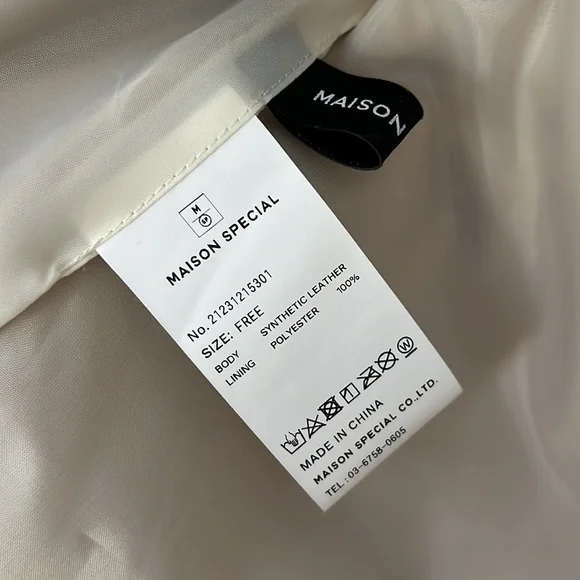 MAISON
M
SP
MAISON SPECIAL
No. 21231215301
SIZE: FREE
BODY SYNTHETIC LEATHER
LINING POLYESTER 100%
W
MADE IN CHINA
MAISON SPECIAL CO.,LTD.
TEL : 03-6758-0605